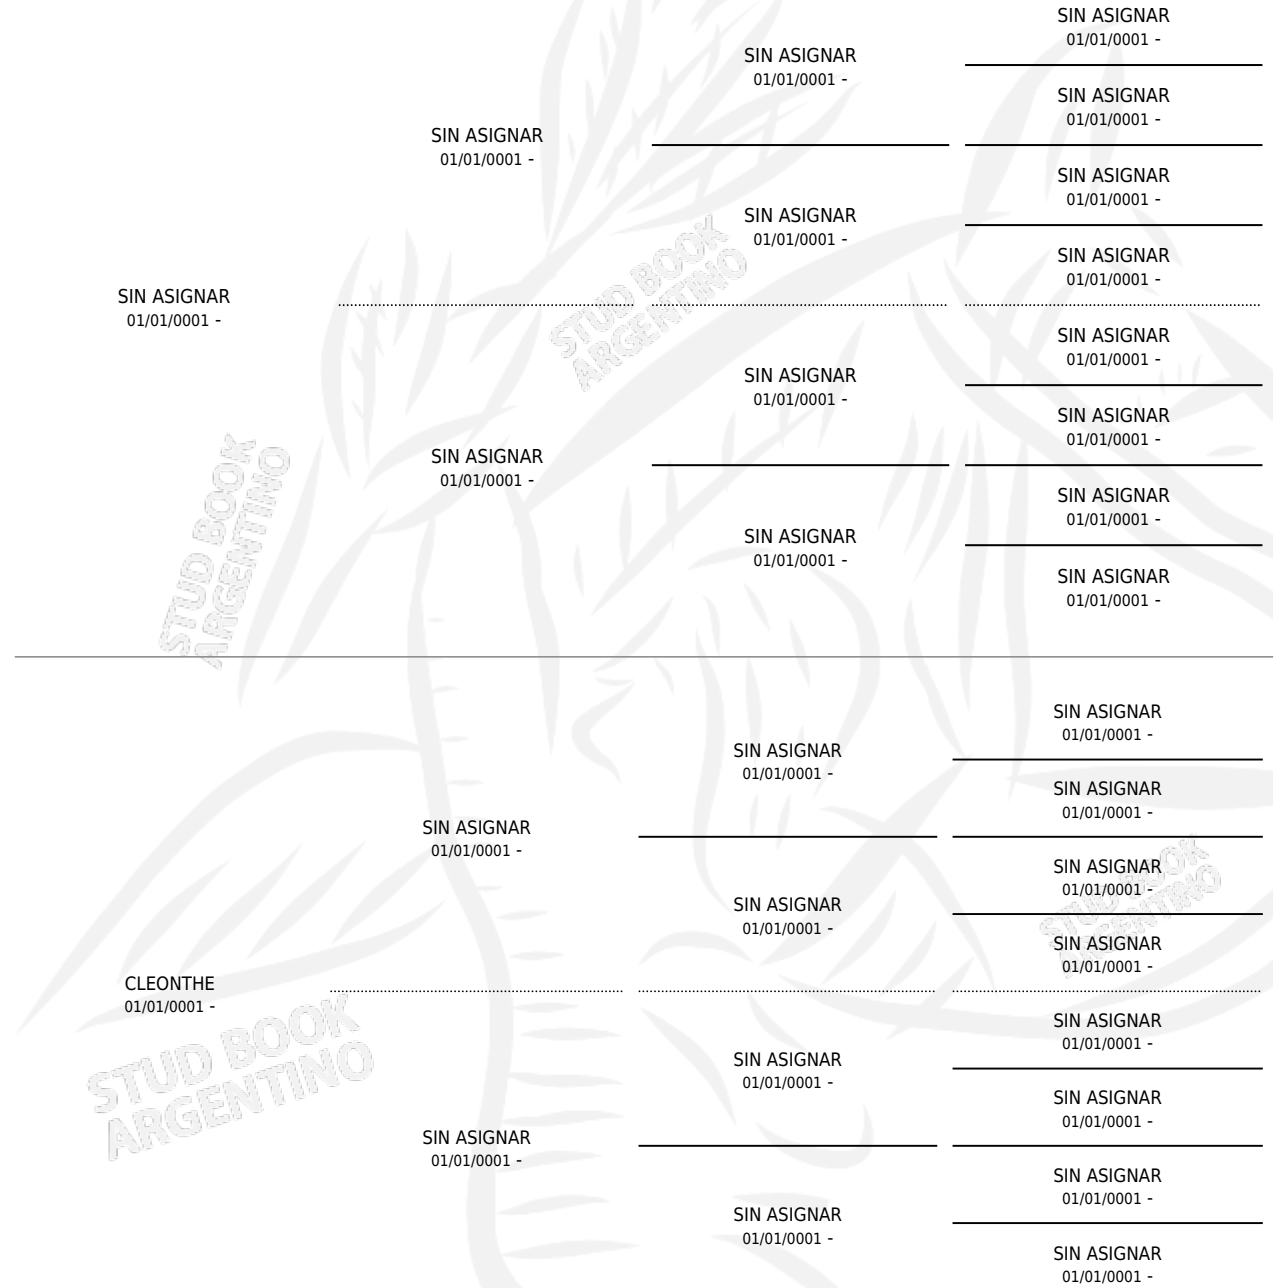 SIN ASIGNAR
01/01/0001 -
SIN ASIGNAR
01/01/0001 -
SIN ASIGNAR
01/01/0001 -
SIN ASIGNAR
01/01/0001 -
SIN ASIGNAR
01/01/0001 -
SIN ASIGNAR
01/01/0001 -
SIN ASIGNAR
01/01/0001 -
SIN ASIGNAR
01/01/0001 -
STUD BOOK
ARGENTINO
SIN ASIGNAR
01/01/0001 -
SIN ASIGNAR
01/01/0001 -
SIN ASIGNAR
01/01/0001 -
SIN ASIGNAR
01/01/0001 -
STUD BOOK
ARGENTINO
SIN ASIGNAR
01/01/0001 -
SIN ASIGNAR
01/01/0001 -
SIN ASIGNAR
01/01/0001 -
SIN ASIGNAR
01/01/0001 -
SIN ASIGNAR
01/01/0001 -
SIN ASIGNAR
01/01/0001 -
SIN ASIGNAR
01/01/0001 -
SIN ASIGNAR
01/01/0001 -
SIN ASIGNAR
01/01/0001 -
SIN ASIGNAR
01/01/0001 -
STUD BOOK
ARGENTINO
SIN ASIGNAR
01/01/0001 -
SIN ASIGNAR
01/01/0001 -
CLEONTHE
01/01/0001 -
STUD BOOK
ARGENTINO
SIN ASIGNAR
01/01/0001 -
SIN ASIGNAR
01/01/0001 -
SIN ASIGNAR
01/01/0001 -
SIN ASIGNAR
01/01/0001 -
SIN ASIGNAR
01/01/0001 -
SIN ASIGNAR
01/01/0001 -
SIN ASIGNAR
01/01/0001 -